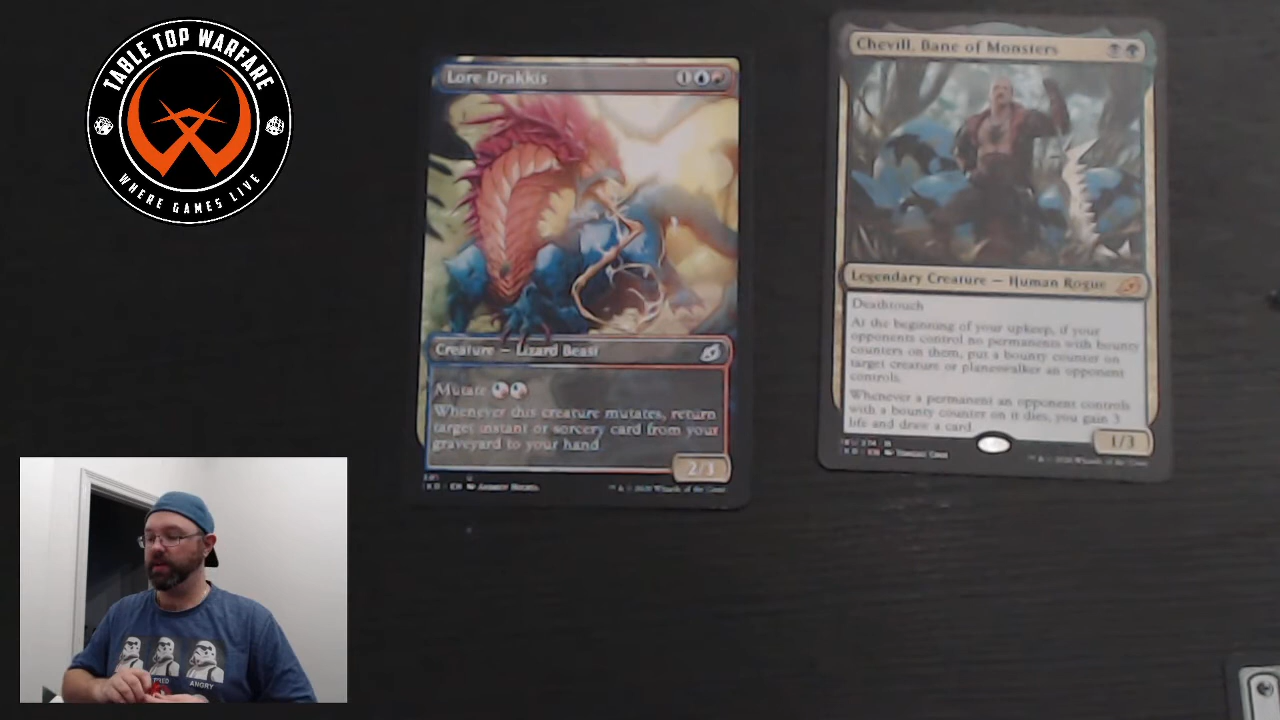 TABLE TOP WARFARE
WHERE GAMES LIVE
Lore Drakkis
1
Creature — Lizard Beast
Mutate
Whenever this creature mutates, return
target instant or sorcery card from your
graveyard to your hand
2/3
Chevill, Bane of Monsters
Legendary Creature — Human Rogue
Deathtouch
At the beginning of your upkeep, if your
opponents control no permanents with bounty
counters on them, put a bounty counter on
target creature or planeswalker an opponent
controls.
Whenever a permanent an opponent controls
with a bounty counter on it dies, you gain 3
life and draw a card
1/3
ANGRY